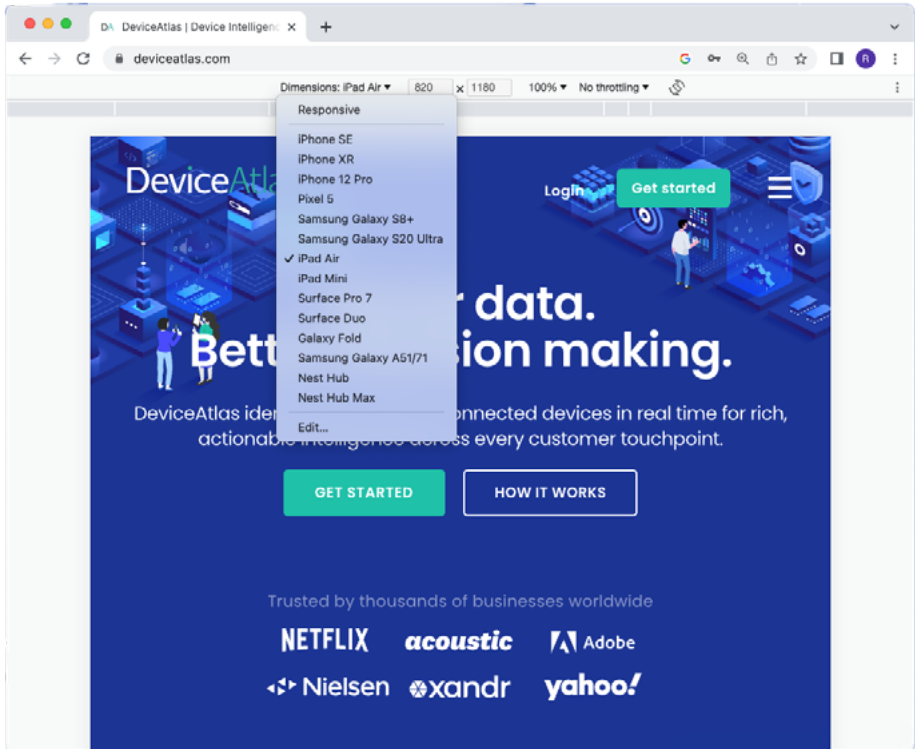 DA DeviceAtlas | Device Intelligenc
deviceatlas.com
G
R
Dimensions: iPad Air 820 x 1180 100% No throttling
Responsive
iPhone SE
iPhone XR
iPhone 12 Pro
Pixel 5
Samsung Galaxy S8+
Samsung Galaxy S20 Ultra
✓ iPad Air
iPad Mini
Surface Pro 7
Surface Duo
Galaxy Fold
Samsung Galaxy A51/71
Nest Hub
Nest Hub Max
Edit...
DeviceAtla
Login
Get started
r data.
Bett sion making.
DeviceAtlas iden onnected devices in real time for rich,
actionable intelligence across every customer touchpoint.
GET STARTED
HOW IT WORKS
Trusted by thousands of businesses worldwide
NETFLIX acoustic Adobe
Nielsen xandr yahoo!